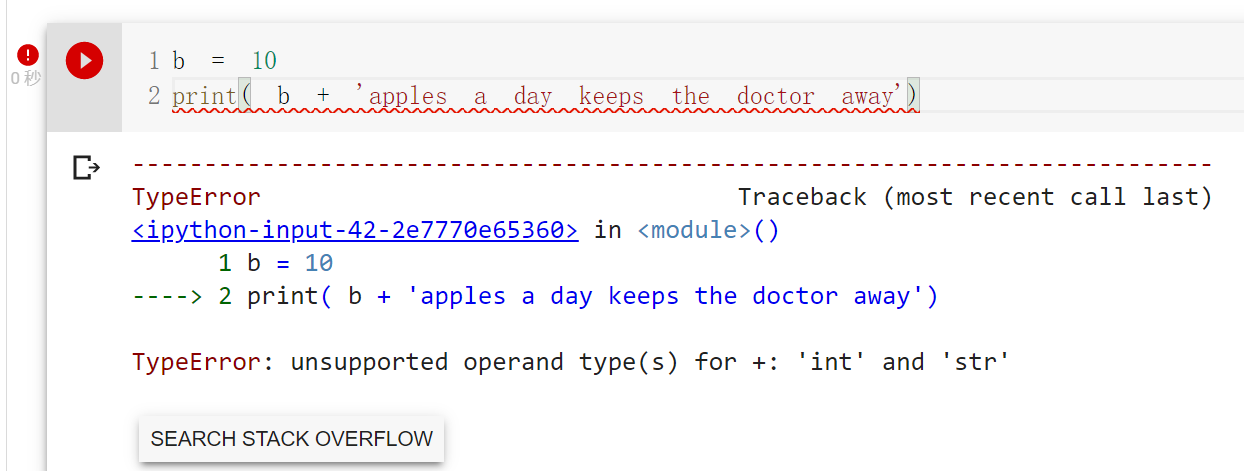 0 秒
1 b = 10
2 print( b + 'apples a day keeps the doctor away')
---------------------------------------------------------------------------
TypeError Traceback (most recent call last)
<ipython-input-42-2e7770e65360> in <module>()
1 b = 10
----> 2 print( b + 'apples a day keeps the doctor away')
TypeError: unsupported operand type(s) for +: 'int' and 'str'
SEARCH STACK OVERFLOW